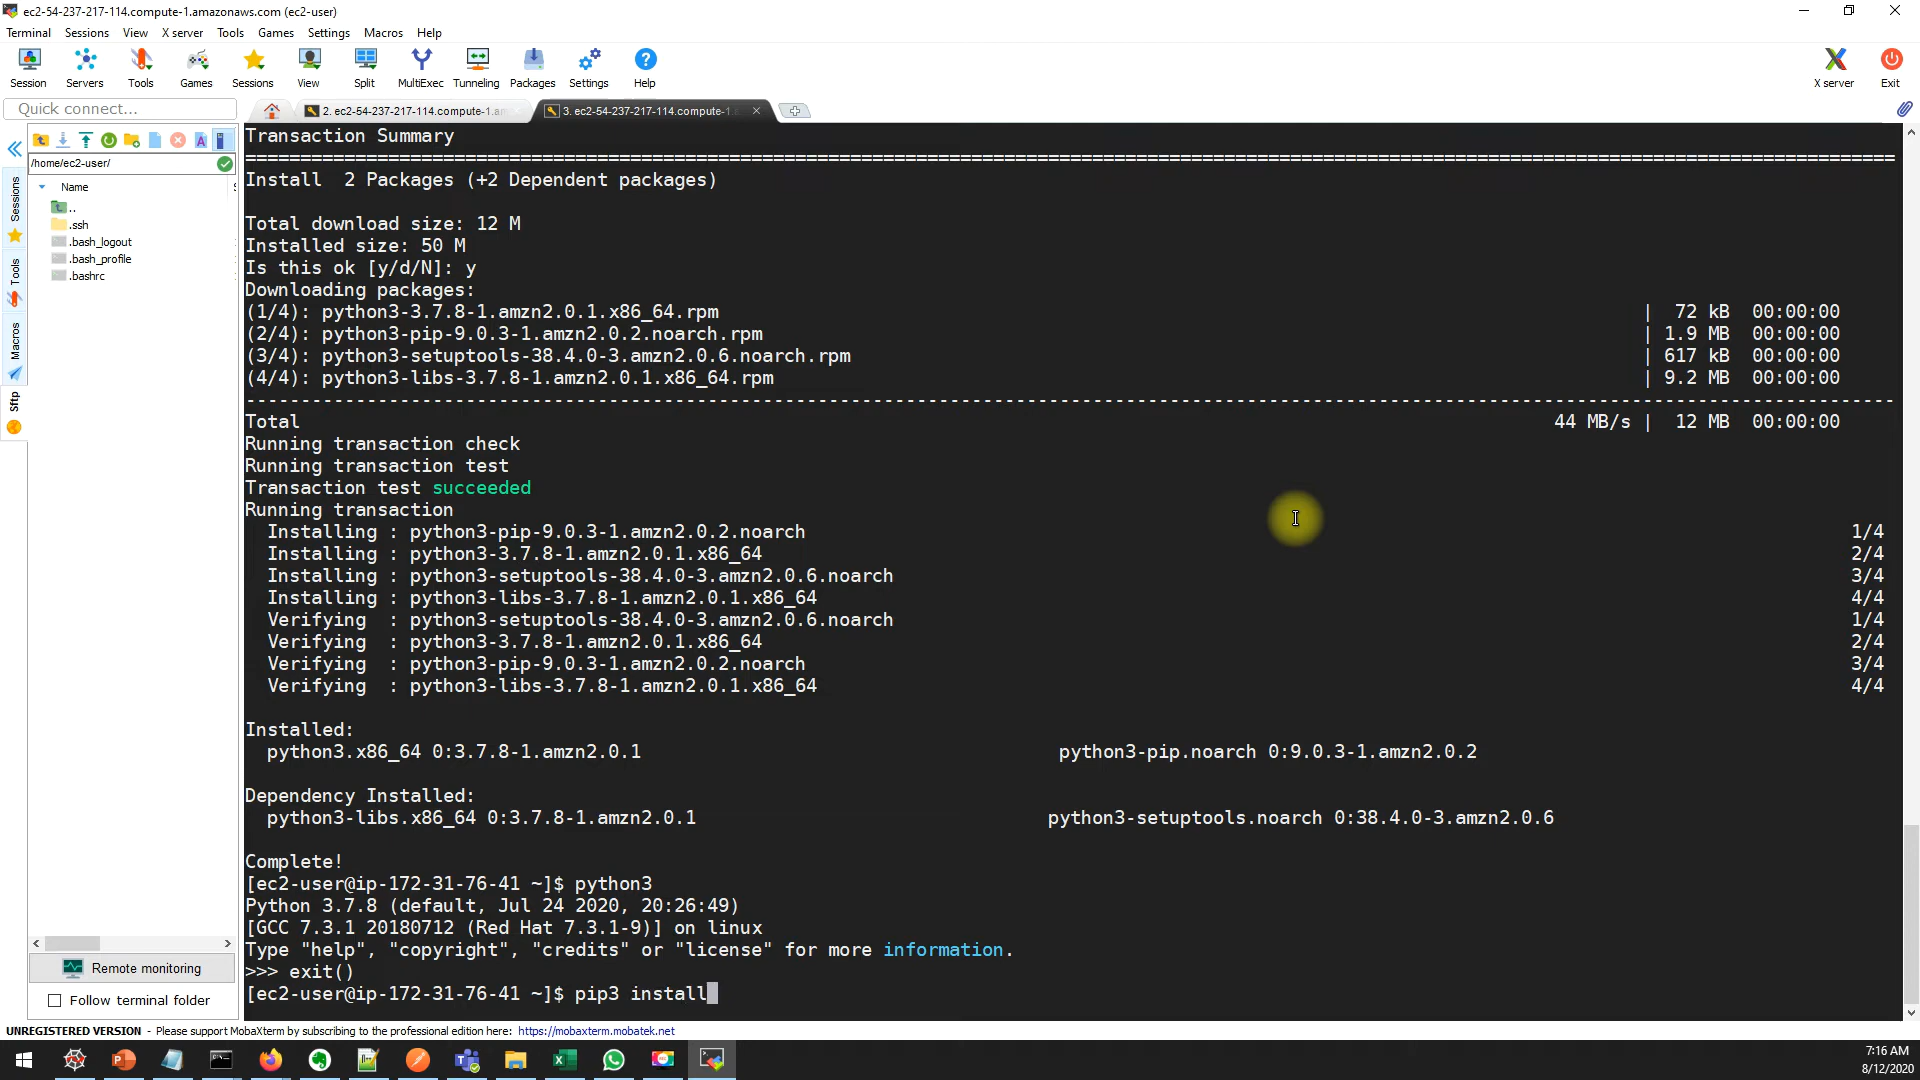 ec2-54-237-217-114.compute-1.amazonaws.com (ec2-user)
Terminal Sessions View X server Tools Games Settings Macros Help
Session Servers Tools Games Sessions View Split MultiExec Tunneling Packages Settings Help X server Exit
Quick connect...
2. ec2-54-237-217-114.compute-1.am
3. ec2-54-237-217-114.compute-1.
/home/ec2-user/
Name
..
.ssh
.bash_logout
.bash_profile
.bashrc
Sessions
Tools
Macros
Sftp
Remote monitoring
Follow terminal folder
Transaction Summary
================================================================================
Install  2 Packages (+2 Dependent packages)
Total download size: 12 M
Installed size: 50 M
Is this ok [y/d/N]: y
Downloading packages:
(1/4): python3-3.7.8-1.amzn2.0.1.x86_64.rpm | 72 kB 00:00:00
(2/4): python3-pip-9.0.3-1.amzn2.0.2.noarch.rpm | 1.9 MB 00:00:00
(3/4): python3-setuptools-38.4.0-3.amzn2.0.6.noarch.rpm | 617 kB 00:00:00
(4/4): python3-libs-3.7.8-1.amzn2.0.1.x86_64.rpm | 9.2 MB 00:00:00
--------------------------------------------------------------------------------
Total 44 MB/s | 12 MB 00:00:00
Running transaction check
Running transaction test
Transaction test succeeded
Running transaction
Installing : python3-pip-9.0.3-1.amzn2.0.2.noarch 1/4
Installing : python3-3.7.8-1.amzn2.0.1.x86_64 2/4
Installing : python3-setuptools-38.4.0-3.amzn2.0.6.noarch 3/4
Installing : python3-libs-3.7.8-1.amzn2.0.1.x86_64 4/4
Verifying  : python3-setuptools-38.4.0-3.amzn2.0.6.noarch 1/4
Verifying  : python3-3.7.8-1.amzn2.0.1.x86_64 2/4
Verifying  : python3-pip-9.0.3-1.amzn2.0.2.noarch 3/4
Verifying  : python3-libs-3.7.8-1.amzn2.0.1.x86_64 4/4
Installed:
python3.x86_64 0:3.7.8-1.amzn2.0.1 python3-pip.noarch 0:9.0.3-1.amzn2.0.2
Dependency Installed:
python3-libs.x86_64 0:3.7.8-1.amzn2.0.1 python3-setuptools.noarch 0:38.4.0-3.amzn2.0.6
Complete!
[ec2-user@ip-172-31-76-41 ~]$ python3
Python 3.7.8 (default, Jul 24 2020, 20:26:49)
[GCC 7.3.1 20180712 (Red Hat 7.3.1-9)] on linux
Type "help", "copyright", "credits" or "license" for more information.
>>> exit()
[ec2-user@ip-172-31-76-41 ~]$ pip3 install
UNREGISTERED VERSION - Please support MobaXterm by subscribing to the professional edition here: https://mobaxterm.mobatek.net
7:16 AM
8/12/2020